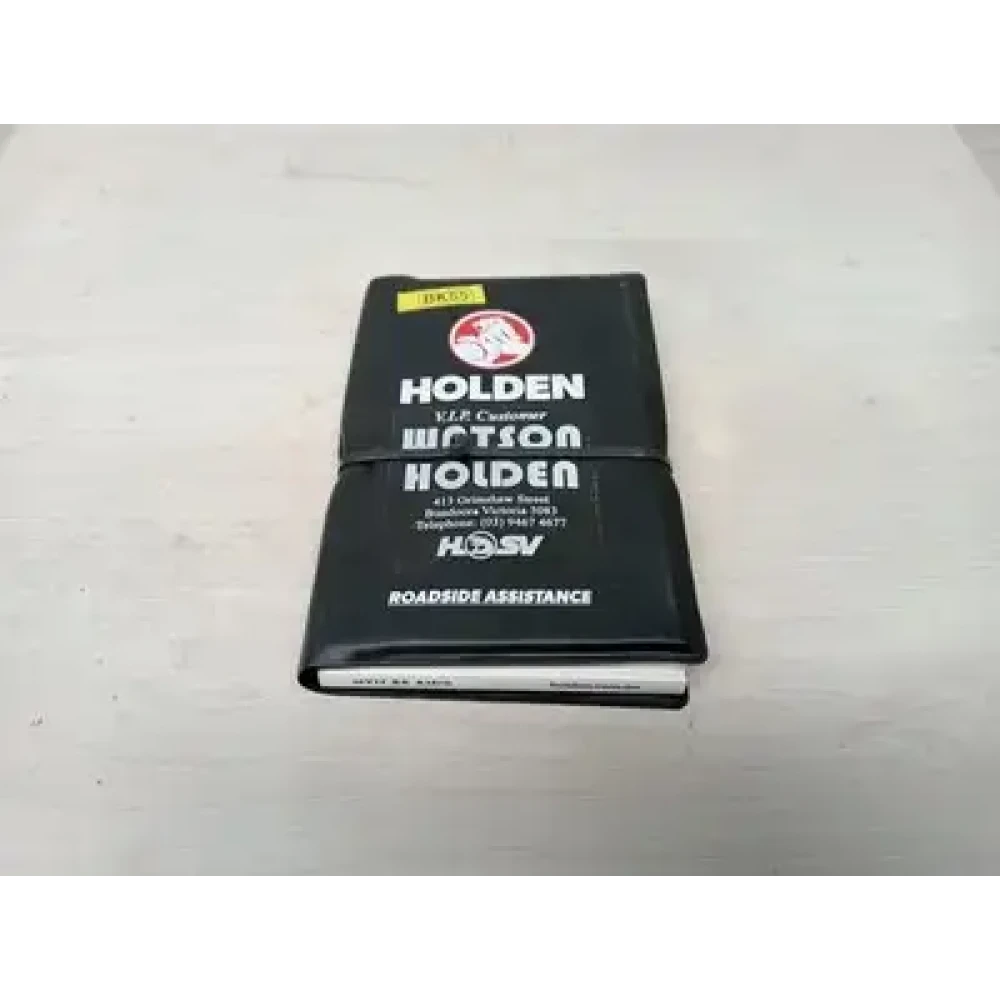 BK55
HOLDEN
V.I.P. Customer
WATSON
HOLDEN
413 Grimshaw Street
Bundoora Victoria 3083
Telephone: (03) 9467 4677
HSV
ROADSIDE ASSISTANCE